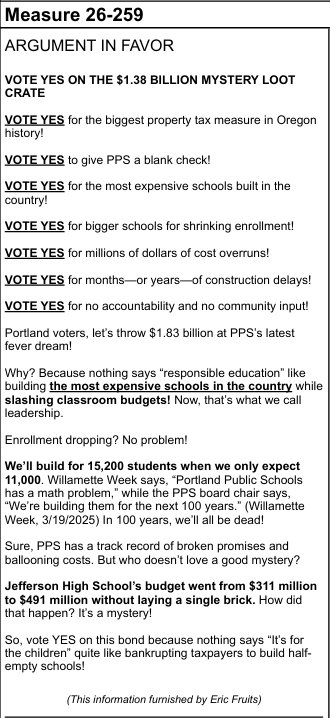 Measure 26-259
ARGUMENT IN FAVOR
VOTE YES ON THE $1.38 BILLION MYSTERY LOOT
CRATE
VOTE YES for the biggest property tax measure in Oregon
history!
VOTE YES to give PPS a blank check!
VOTE YES for the most expensive schools built in the
country!
VOTE YES for bigger schools for shrinking enrollment!
VOTE YES for millions of dollars of cost overruns!
VOTE YES for months—or years—of construction delays!
VOTE YES for no accountability and no community input!
Portland voters, let’s throw $1.83 billion at PPS’s latest
fever dream!
Why? Because nothing says “responsible education” like
building the most expensive schools in the country while
slashing classroom budgets! Now, that’s what we call
leadership.
Enrollment dropping? No problem!
We’ll build for 15,200 students when we only expect
11,000. Willamette Week says, “Portland Public Schools
has a math problem,” while the PPS board chair says,
“We’re building them for the next 100 years.” (Willamette
Week, 3/19/2025) In 100 years, we’ll all be dead!
Sure, PPS has a track record of broken promises and
ballooning costs. But who doesn’t love a good mystery?
Jefferson High School’s budget went from $311 million
to $491 million without laying a single brick. How did
that happen? It’s a mystery!
So, vote YES on this bond because nothing says “It’s for
the children” quite like bankrupting taxpayers to build half-
empty schools!
(This information furnished by Eric Fruits)